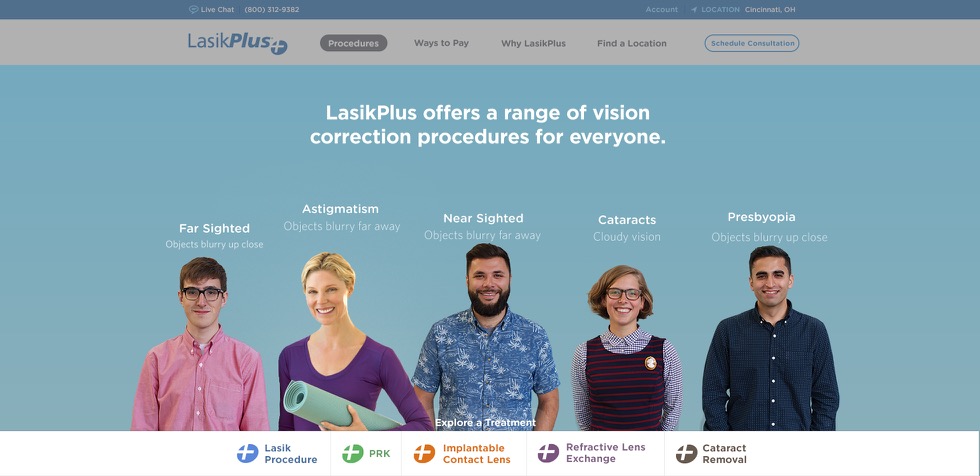 Live Chat (800) 312-9382 Account LOCATION Cincinnati, OH
LasikPlus Procedures Ways to Pay Why LasikPlus Find a Location Schedule Consultation
LasikPlus offers a range of vision
correction procedures for everyone.
Far Sighted
Objects blurry up close
Astigmatism
Objects blurry far away
Near Sighted
Objects blurry far away
Cataracts
Cloudy vision
Presbyopia
Objects blurry up close
Explore a Treatment
Lasik
Procedure
PRK
Implantable
Contact Lens
Refractive Lens
Exchange
Cataract
Removal